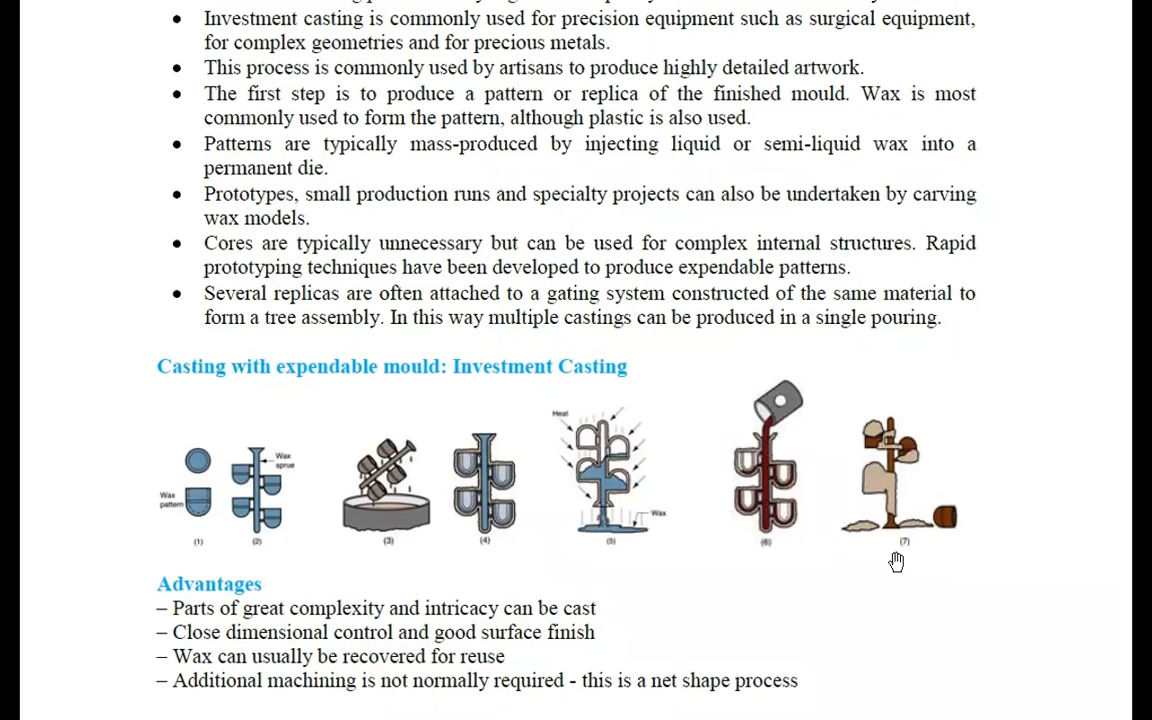 • Investment casting is commonly used for precision equipment such as surgical equipment,
for complex geometries and for precious metals.
• This process is commonly used by artisans to produce highly detailed artwork.
• The first step is to produce a pattern or replica of the finished mould. Wax is most
commonly used to form the pattern, although plastic is also used.
• Patterns are typically mass-produced by injecting liquid or semi-liquid wax into a
permanent die.
• Prototypes, small production runs and specialty projects can also be undertaken by carving
wax models.
• Cores are typically unnecessary but can be used for complex internal structures. Rapid
prototyping techniques have been developed to produce expendable patterns.
• Several replicas are often attached to a gating system constructed of the same material to
form a tree assembly. In this way multiple castings can be produced in a single pouring.
Casting with expendable mould: Investment Casting
Heat
Wax
sprue
Wax
pattern
Wax
(1) (2) (3) (4) (5) (6) (7)
Advantages
– Parts of great complexity and intricacy can be cast
– Close dimensional control and good surface finish
– Wax can usually be recovered for reuse
– Additional machining is not normally required - this is a net shape process